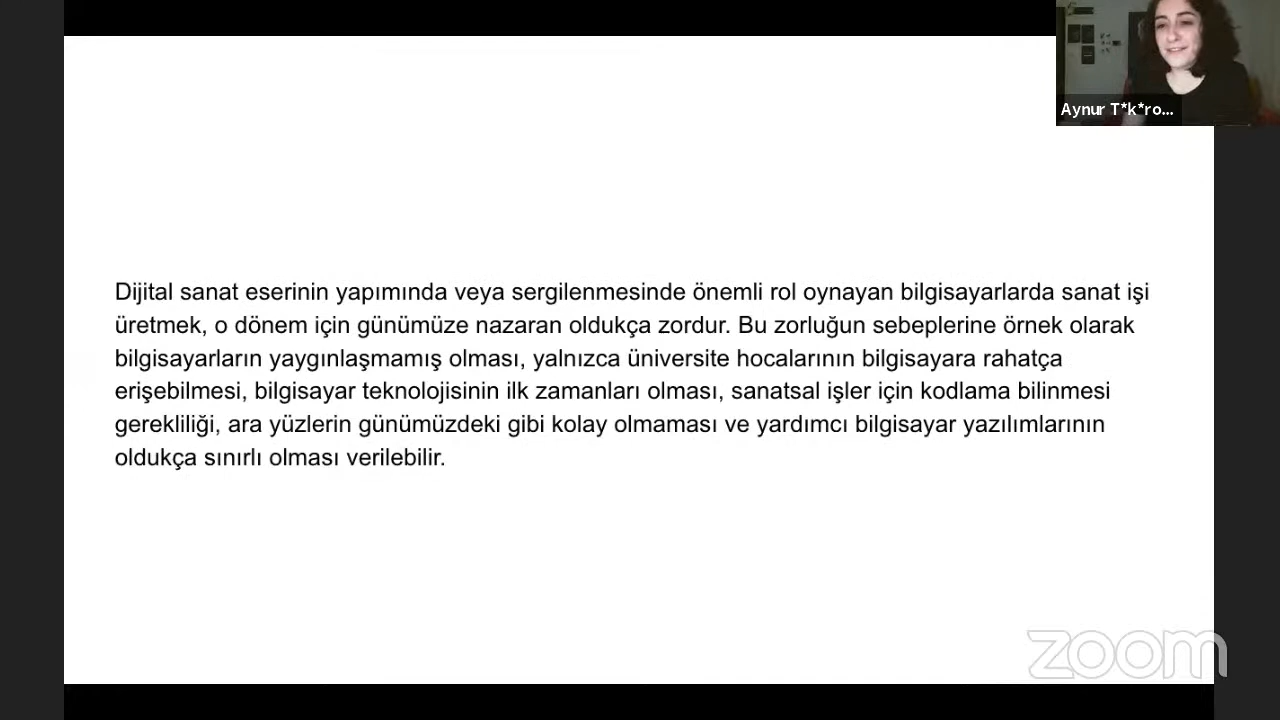 Aynur T*k*ro...
Dijital sanat eserinin yapımında veya sergilenmesinde önemli rol oynayan bilgisayarlarda sanat işi
üretmek, o dönem için günümüze nazaran oldukça zordur. Bu zorluğun sebeplerine örnek olarak
bilgisayarların yaygınlaşmamış olması, yalnızca üniversite hocalarının bilgisayara rahatça
erişebilmesi, bilgisayar teknolojisinin ilk zamanları olması, sanatsal işler için kodlama bilinmesi
gerekliliği, ara yüzlerin günümüzdeki gibi kolay olmaması ve yardımcı bilgisayar yazılımlarının
oldukça sınırlı olması verilebilir.
zoom